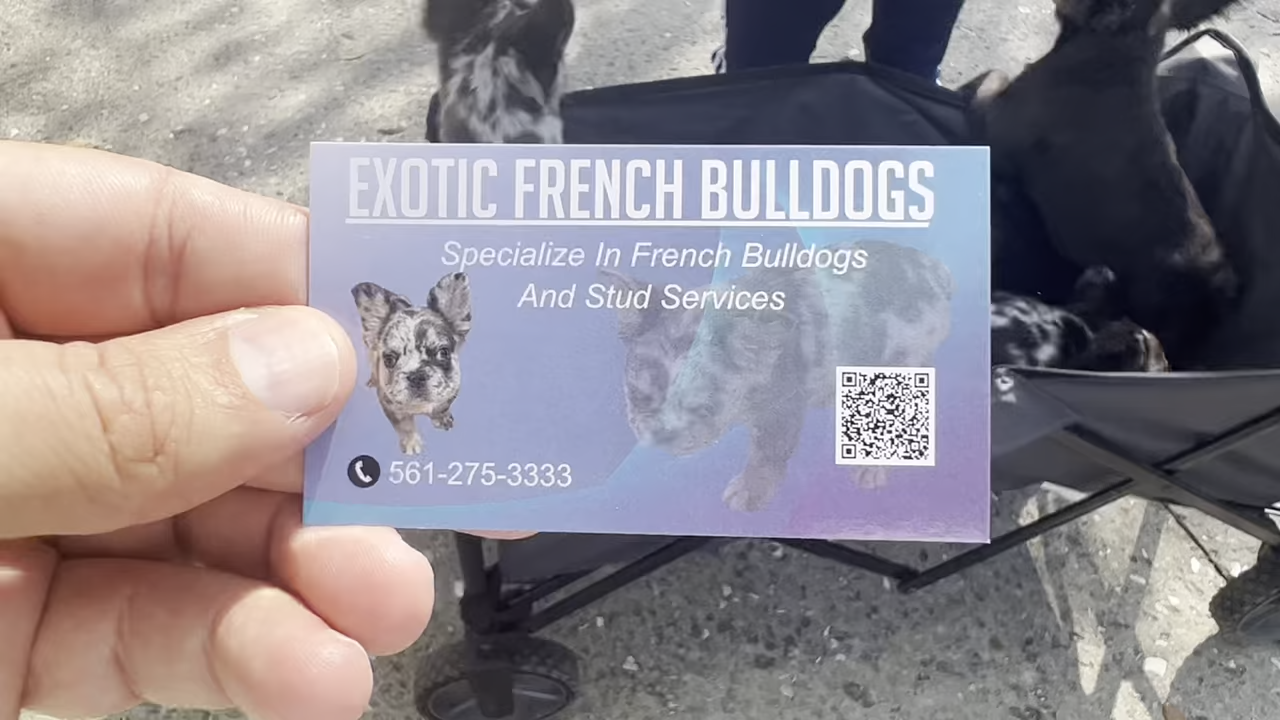 EXOTIC FRENCH BULLDOGS
Specialize In French Bulldogs
And Stud Services
561-275-3333